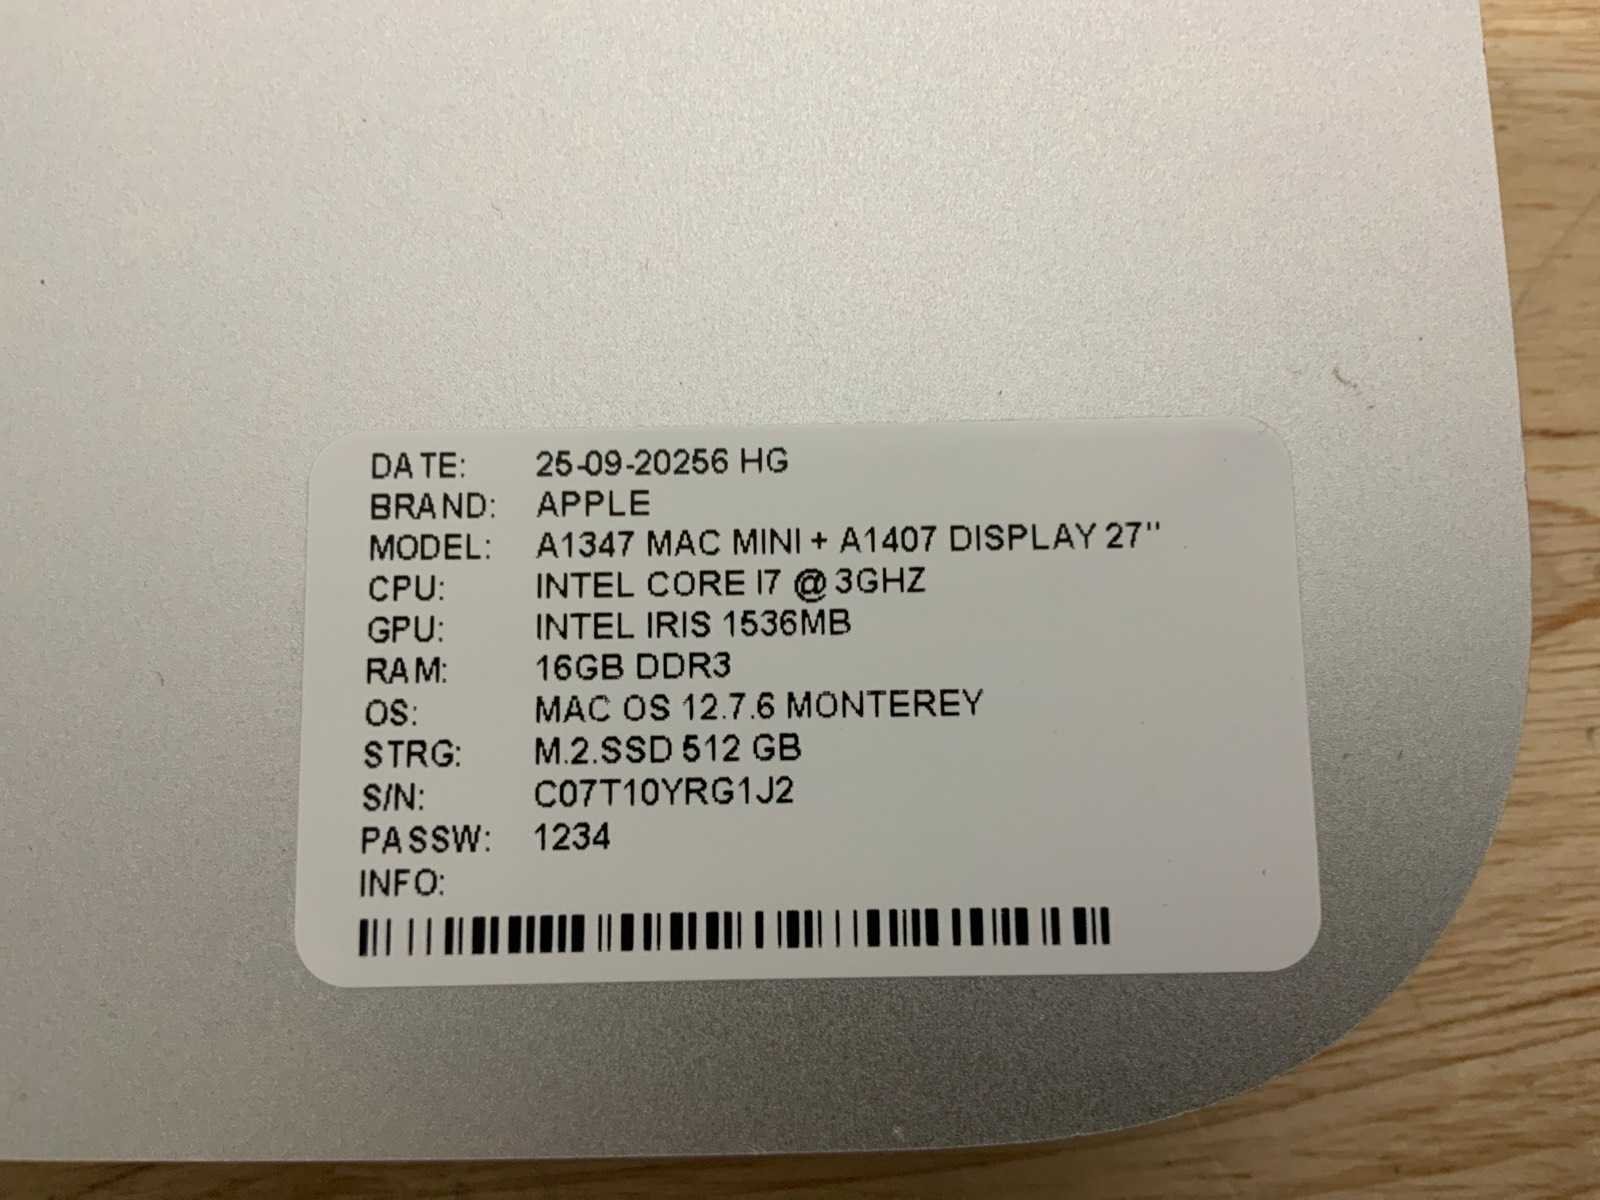 DATE: 25-09-20256 HG
BRAND: APPLE
MODEL: A1347 MAC MINI + A1407 DISPLAY 27"
CPU: INTEL CORE I7 @ 3GHZ
GPU: INTEL IRIS 1536MB
RAM: 16GB DDR3
OS: MAC OS 12.7.6 MONTEREY
STRG: M.2.SSD 512 GB
S/N: C07T10YRG1J2
PASSW: 1234
INFO: